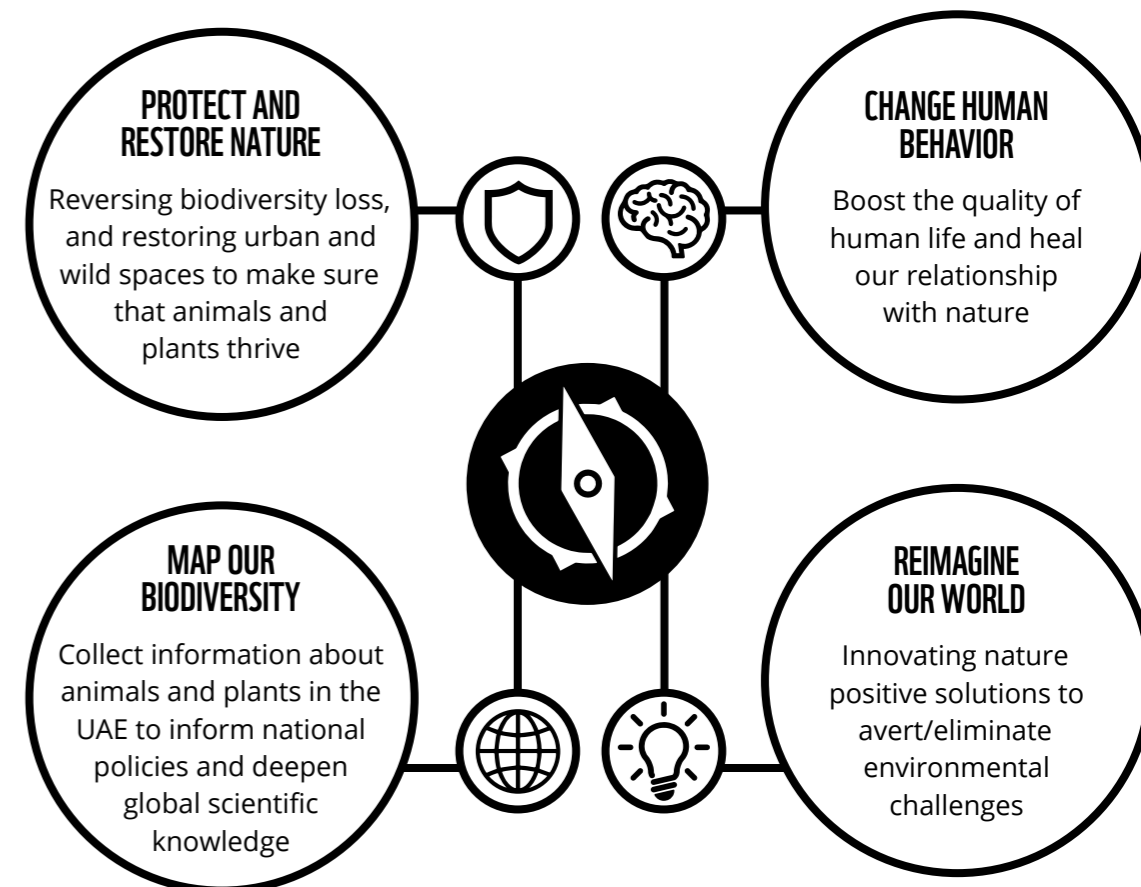 PROTECT AND
RESTORE NATURE
Reversing biodiversity loss,
and restoring urban and
wild spaces to make sure
that animals and
plants thrive
CHANGE HUMAN
BEHAVIOR
Boost the quality of
human life and heal
our relationship
with nature
MAP OUR
BIODIVERSITY
Collect information about
animals and plants in the
UAE to inform national
policies and deepen
global scientific
knowledge
REIMAGINE
OUR WORLD
Innovating nature
positive solutions to
avert/eliminate
environmental
challenges